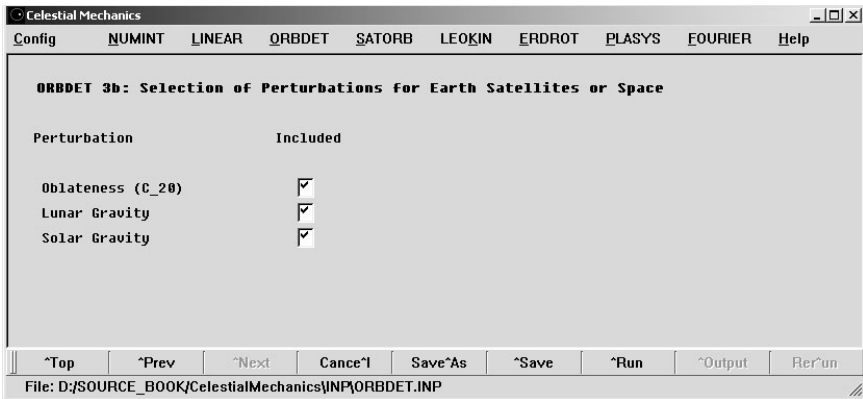 Celestial Mechanics
Config NUMINT LINEAR ORBDET SATORB LEOKIN ERDROT PLASYS FOURIER Help
ORBDET 3b: Selection of Perturbations for Earth Satellites or Space
Perturbation Included
Oblateness (C_20)
Lunar Gravity
Solar Gravity
^Top ^Prev ^Next Cance^l Save^As ^Save ^Run ^Output Rer^un
File: D:/SOURCE_BOOK/CelestialMechanics\INP\ORBDET.INP